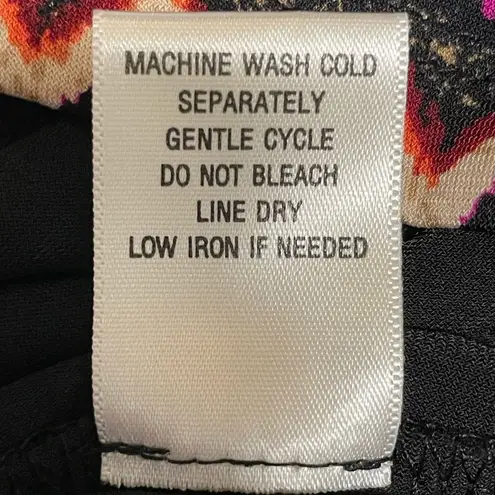 MACHINE WASH COLD
SEPARATELY
GENTLE CYCLE
DO NOT BLEACH
LINE DRY
LOW IRON IF NEEDED